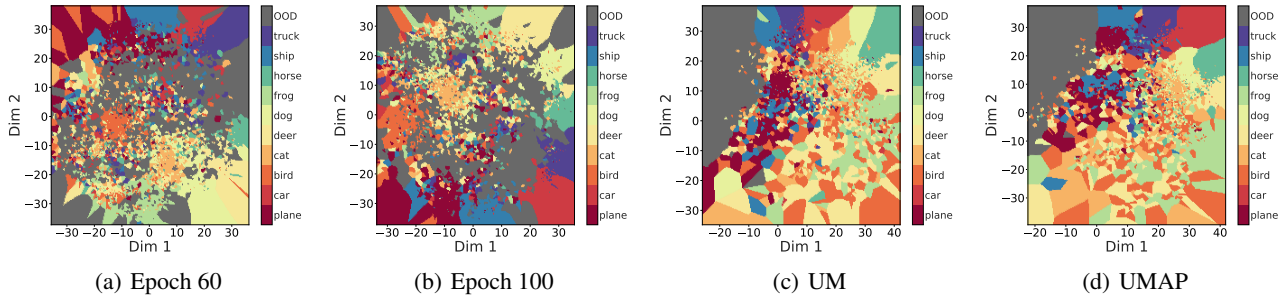 OOD
truck
ship
horse
frog
dog
deer
cat
bird
car
plane
Dim 2
30
20
10
0
−10
−20
−30
−30 −20 −10 0 10 20 30
Dim 1
(a) Epoch 60
OOD
truck
ship
horse
frog
dog
deer
cat
bird
car
plane
Dim 2
30
20
10
0
−10
−20
−30
−30 −20 −10 0 10 20 30
Dim 1
(b) Epoch 100
OOD
truck
ship
horse
frog
dog
deer
cat
bird
car
plane
Dim 2
30
20
10
0
−10
−20
−30
−20 −10 0 10 20 30 40
Dim 1
(c) UM
OOD
truck
ship
horse
frog
dog
deer
cat
bird
car
plane
Dim 2
30
20
10
0
−10
−20
−30
−20 −10 0 10 20 30 40
Dim 1
(d) UMAP